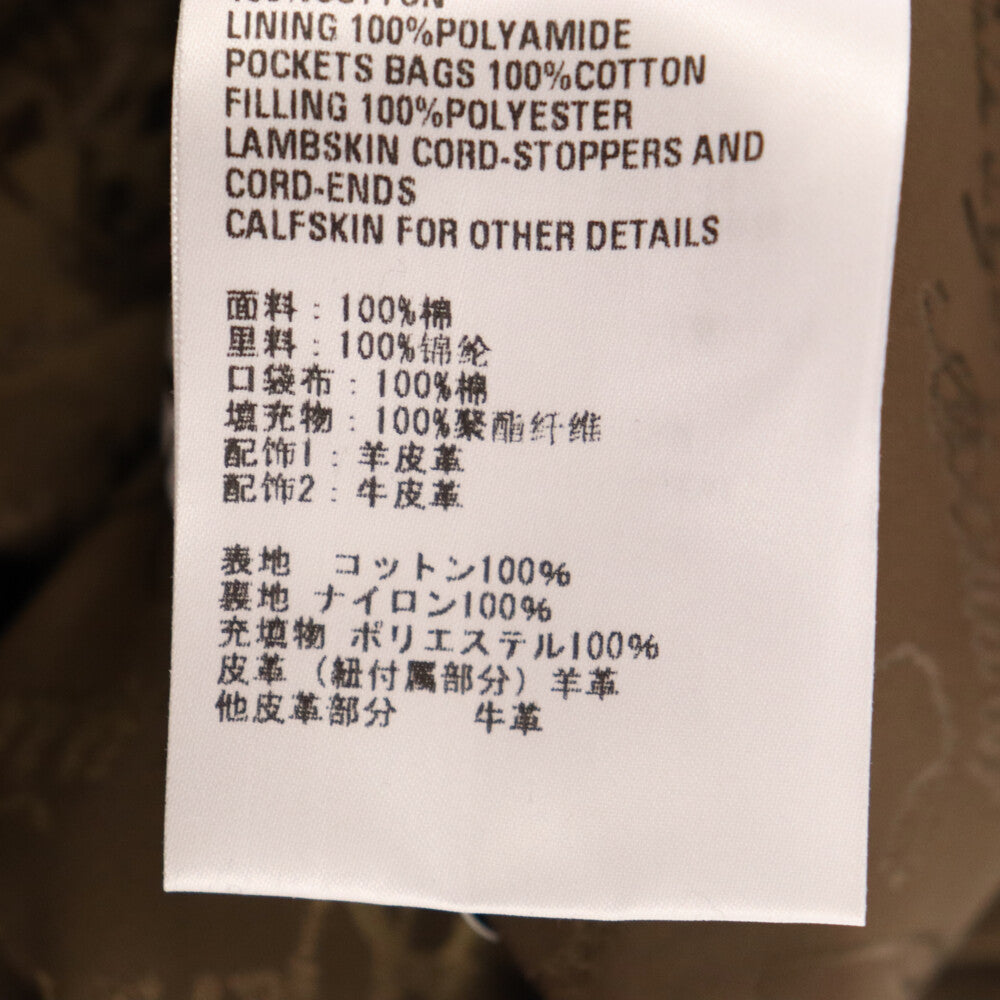 100%COTTON
LINING 100%POLYAMIDE
POCKETS BAGS 100%COTTON
FILLING 100%POLYESTER
LAMBSKIN CORD-STOPPERS AND
CORD-ENDS
CALFSKIN FOR OTHER DETAILS
面料：100%棉
里料：100%锦纶
口袋布：100%棉
填充物：100%聚酯纤维
配饰1：羊皮革
配饰2：牛皮革
表地　コットン100%
裏地 ナイロン100%
充填物 ポリエステル100%
皮革（紐付属部分）羊革
他皮革部分　　牛革